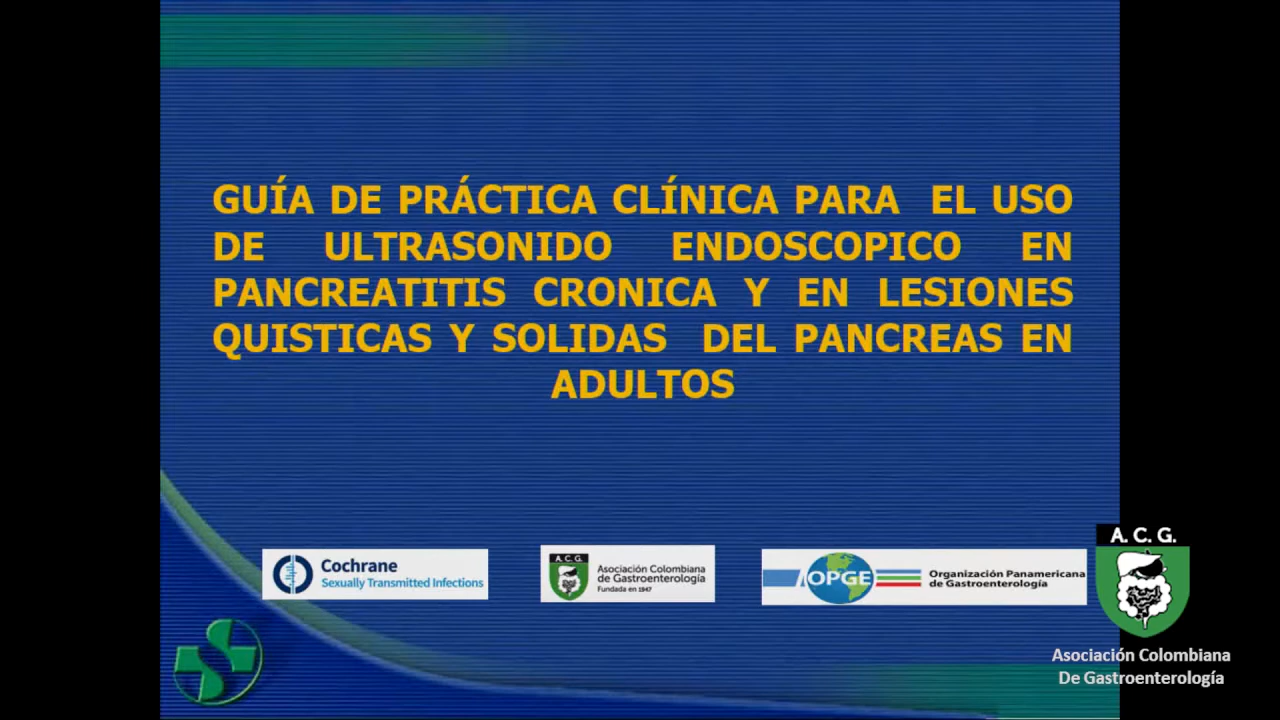 GUÍA DE PRÁCTICA CLÍNICA PARA EL USO
DE ULTRASONIDO ENDOSCOPICO EN
PANCREATITIS CRONICA Y EN LESIONES
QUISTICAS Y SOLIDAS DEL PANCREAS EN
ADULTOS
Cochrane
Sexually Transmitted Infections
A. C. G.
Asociación Colombiana
de Gastroenterología
Fundada en 1947
OPGE
Organización Panamericana
de Gastroenterología
A. C. G.
Asociación Colombiana
De Gastroenterología